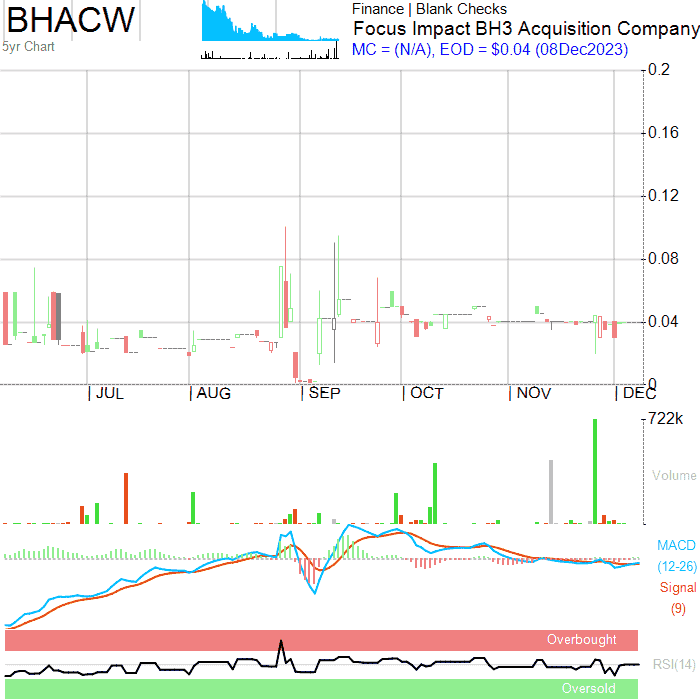 BHACW
5yr Chart
Finance | Blank Checks
Focus Impact BH3 Acquisition Company
MC = (N/A), EOD = $0.04 (08Dec2023)
0.2
0.16
0.12
0.08
0.04
0
JUL AUG SEP OCT NOV DEC
722k
Volume
MACD
(12-26)
Signal
(9)
Overbought
RSI(14)
Oversold